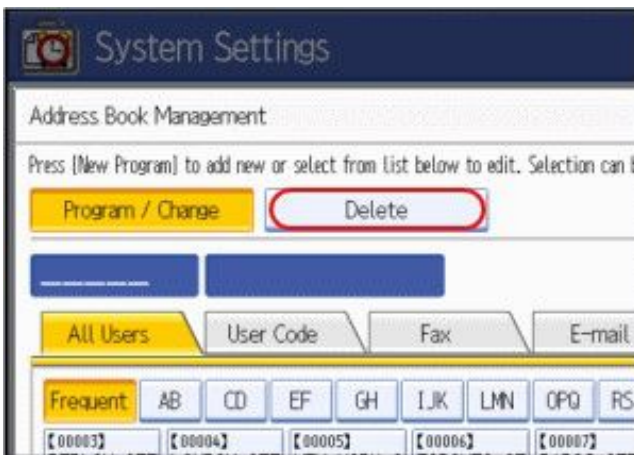 System Settings
Address Book Management
Press [New Program] to add new or select from list below to edit. Selection can
Program / Change Delete
_ _ _ _ _
All Users User Code Fax E-mail
Frequent AB CD EF GH IJK LMN OPQ RS
【00003】 【00004】 【00005】 【00006】 【00007】